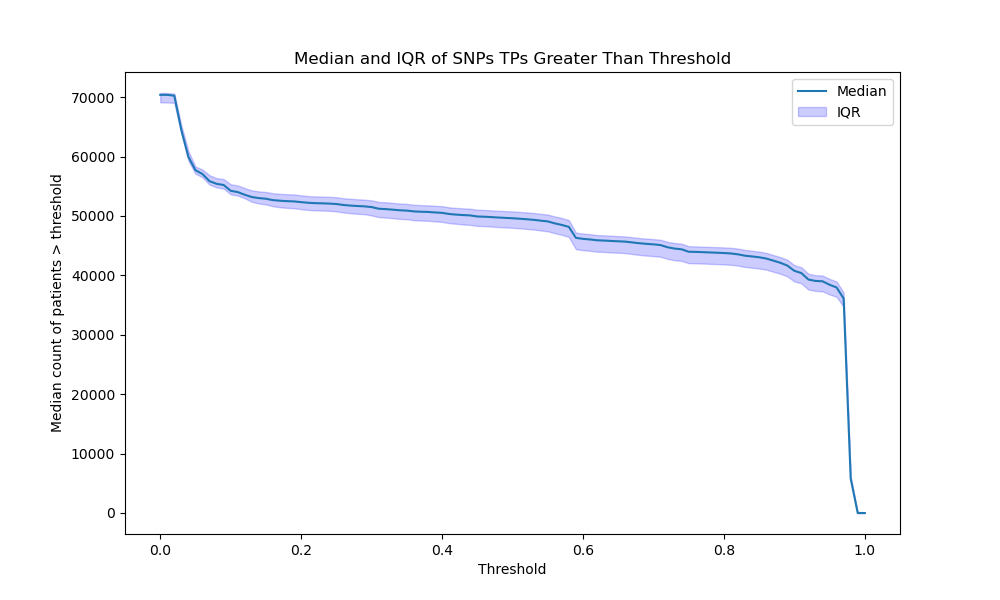 Median and IQR of SNPs TPs Greater Than Threshold
Median
IQR
Median count of patients > threshold
70000
60000
50000
40000
30000
20000
10000
0
0.0
0.2
0.4
0.6
0.8
1.0
Threshold